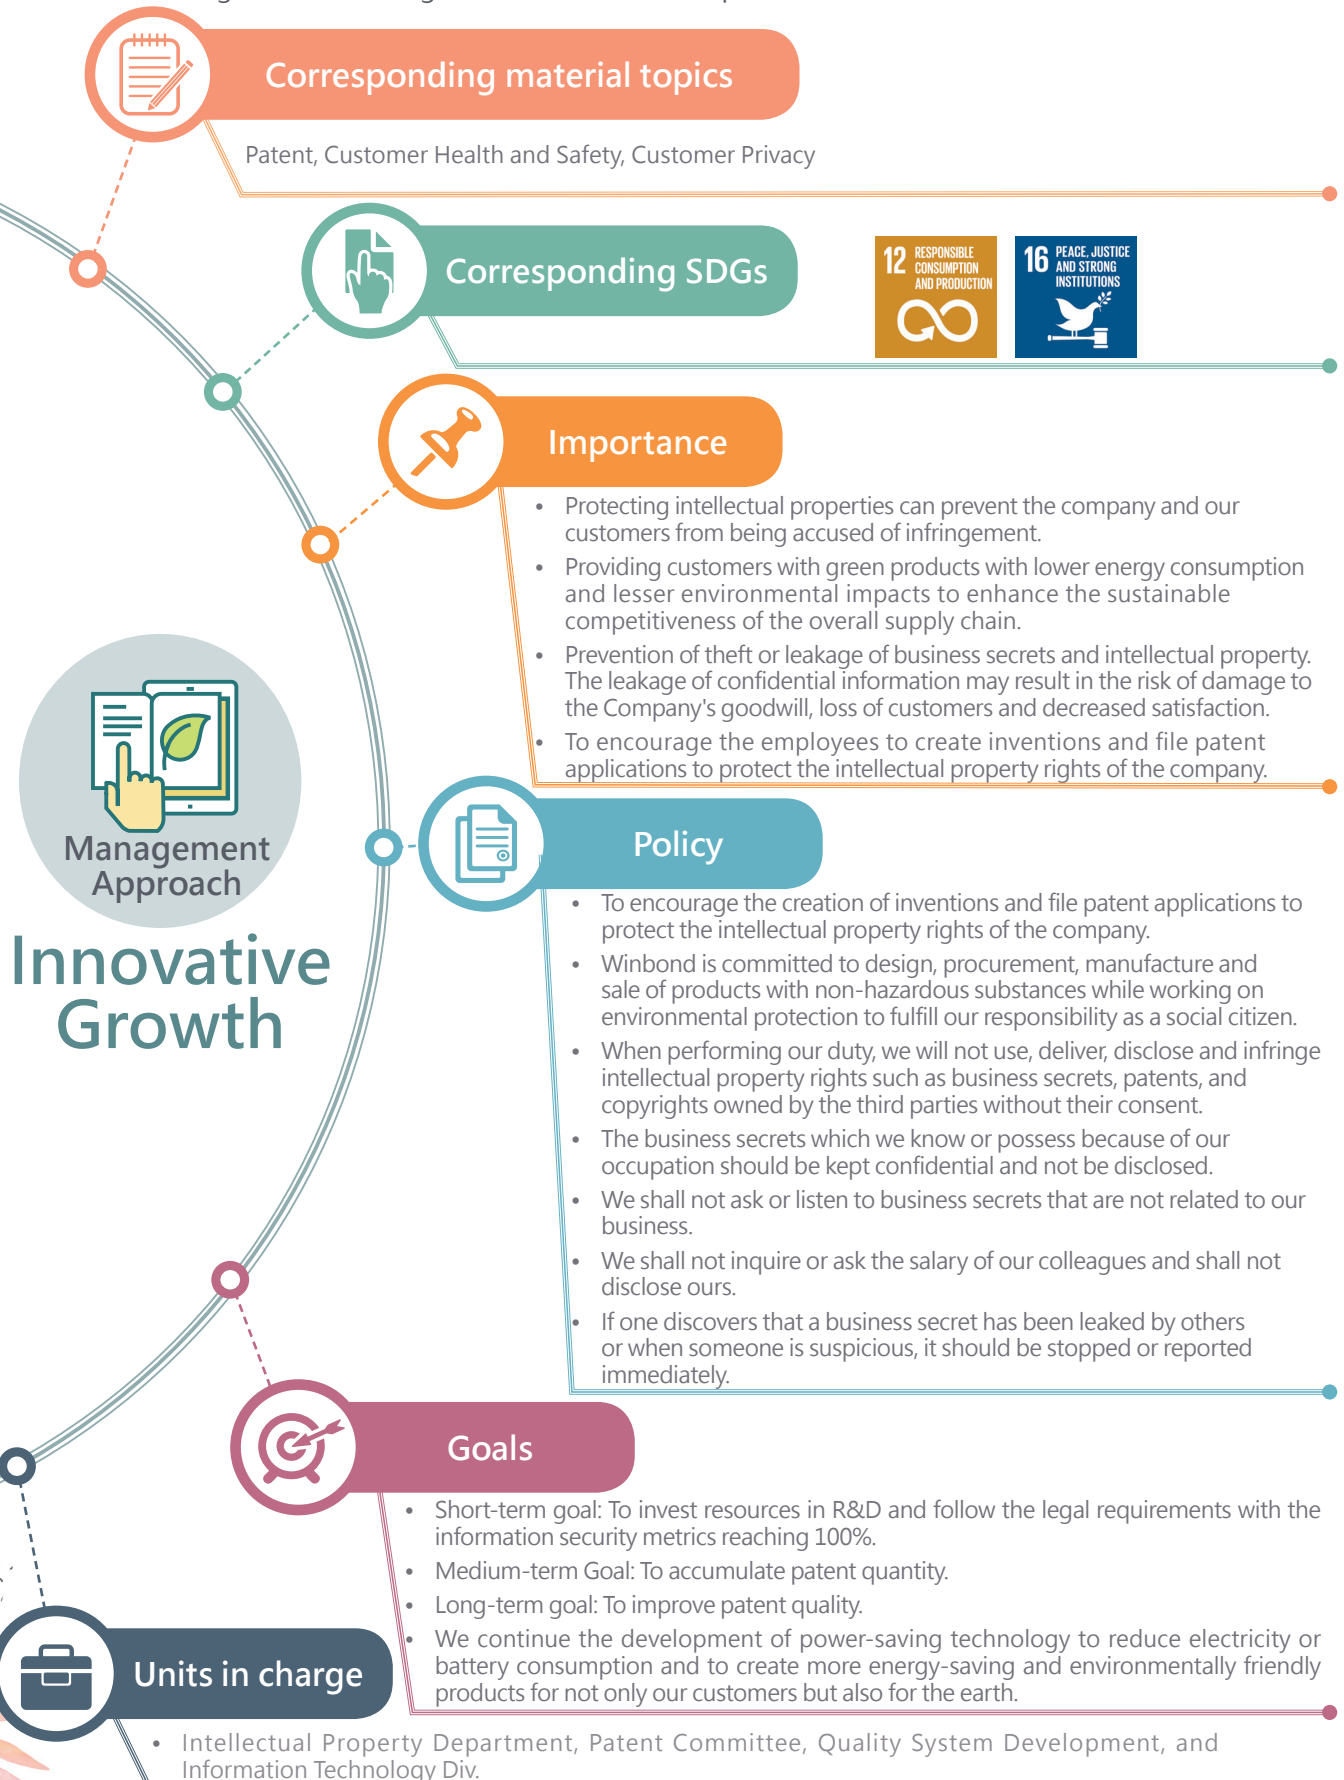 Corresponding material topics
Patent, Customer Health and Safety, Customer Privacy
Corresponding SDGs
12 RESPONSIBLE
CONSUMPTION
AND PRODUCTION
16 PEACE, JUSTICE
AND STRONG
INSTITUTIONS
Importance
• Protecting intellectual properties can prevent the company and our
customers from being accused of infringement.
• Providing customers with green products with lower energy consumption
and lesser environmental impacts to enhance the sustainable
competitiveness of the overall supply chain.
• Prevention of theft or leakage of business secrets and intellectual property.
The leakage of confidential information may result in the risk of damage to
the Company's goodwill, loss of customers and decreased satisfaction.
• To encourage the employees to create inventions and file patent
applications to protect the intellectual property rights of the company.
Management
Approach
Innovative
Growth
Policy
• To encourage the creation of inventions and file patent applications to
protect the intellectual property rights of the company.
• Winbond is committed to design, procurement, manufacture and
sale of products with non-hazardous substances while working on
environmental protection to fulfill our responsibility as a social citizen.
• When performing our duty, we will not use, deliver, disclose and infringe
intellectual property rights such as business secrets, patents, and
copyrights owned by the third parties without their consent.
• The business secrets which we know or possess because of our
occupation should be kept confidential and not be disclosed.
• We shall not ask or listen to business secrets that are not related to our
business.
• We shall not inquire or ask the salary of our colleagues and shall not
disclose ours.
• If one discovers that a business secret has been leaked by others
or when someone is suspicious, it should be stopped or reported
immediately.
Goals
• Short-term goal: To invest resources in R&D and follow the legal requirements with the
information security metrics reaching 100%.
• Medium-term Goal: To accumulate patent quantity.
• Long-term goal: To improve patent quality.
• We continue the development of power-saving technology to reduce electricity or
battery consumption and to create more energy-saving and environmentally friendly
products for not only our customers but also for the earth.
Units in charge
• Intellectual Property Department, Patent Committee, Quality System Development, and
Information Technology Div.